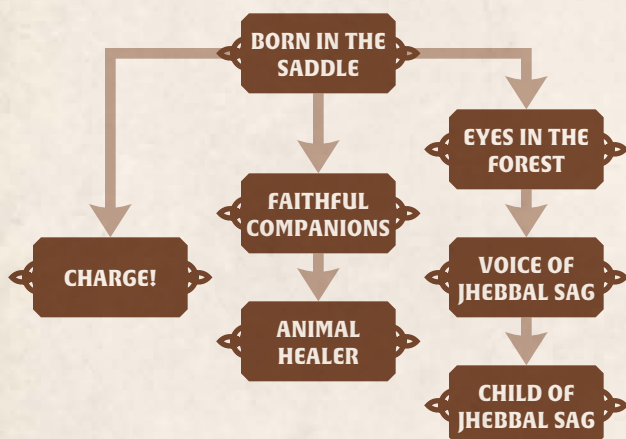 BORN IN THE
SADDLE
EYES IN THE
FOREST
FAITHFUL
COMPANIONS
CHARGE!
VOICE OF
JHEBBAL SAG
ANIMAL
HEALER
CHILD OF
JHEBBAL SAG